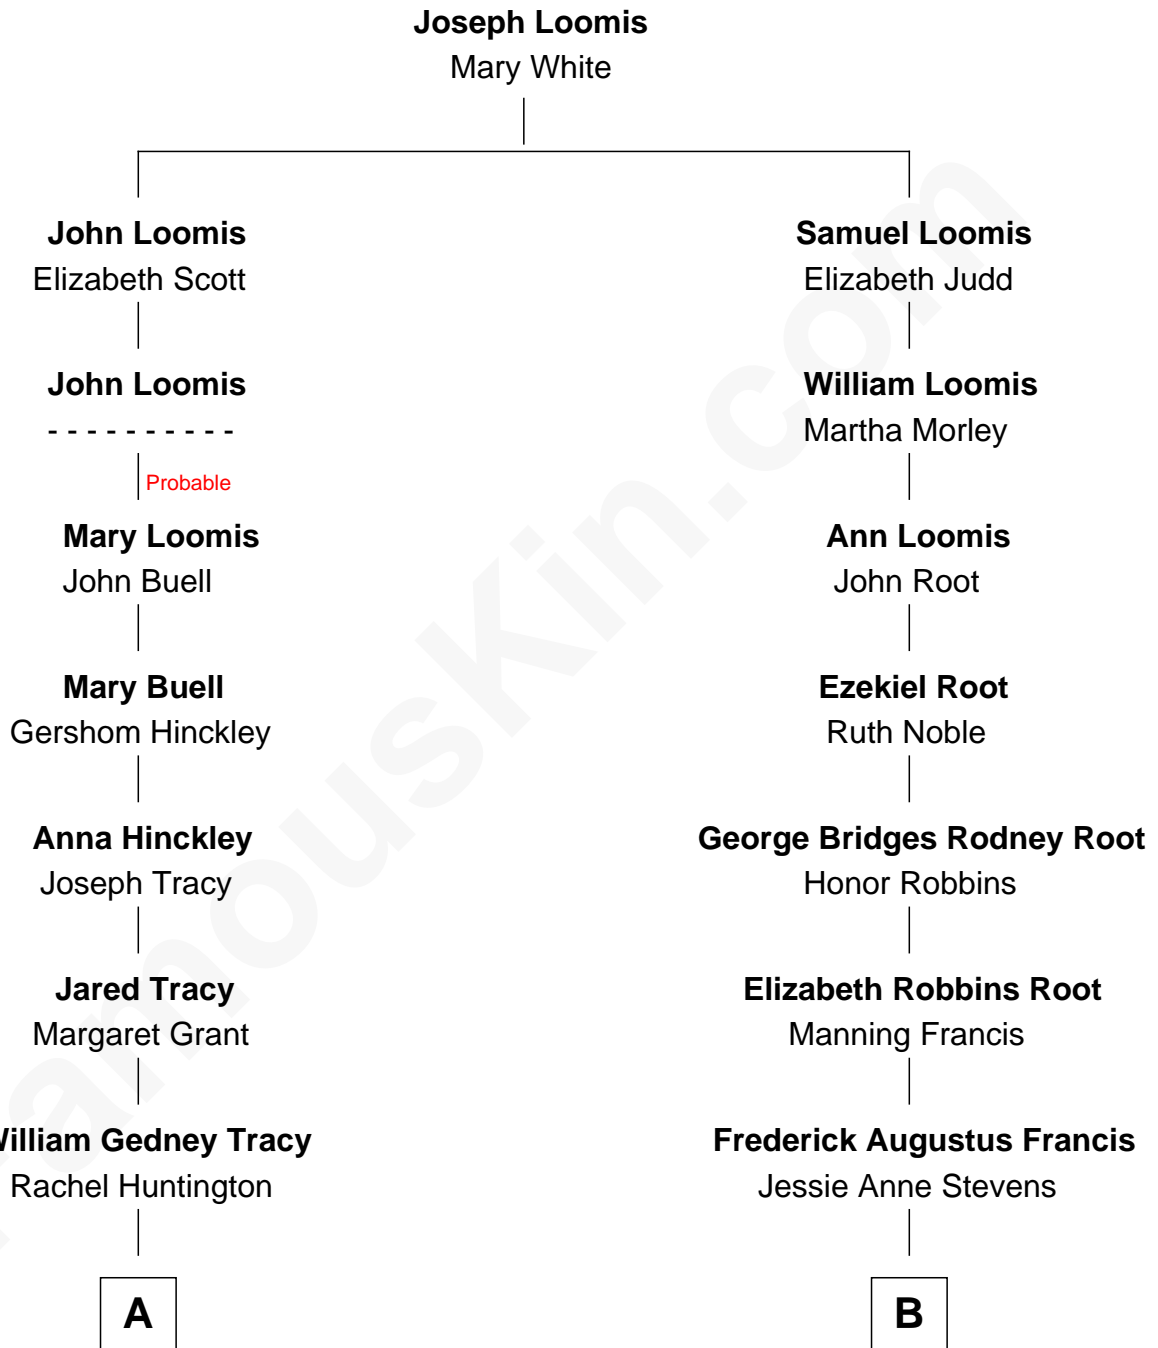 Joseph Loomis
Mary White
John Loomis
Elizabeth Scott
Samuel Loomis
Elizabeth Judd
John Loomis
- - - - - - - - - -
William Loomis
Martha Morley
Probable
Mary Loomis
John Buell
Ann Loomis
John Root
Mary Buell
Gershom Hinckley
Ezekiel Root
Ruth Noble
Anna Hinckley
Joseph Tracy
George Bridges Rodney Root
Honor Robbins
Jared Tracy
Margaret Grant
Elizabeth Robbins Root
Manning Francis
William Gedney Tracy
Rachel Huntington
Frederick Augustus Francis
Jessie Anne Stevens
A
B
FamousKin.com